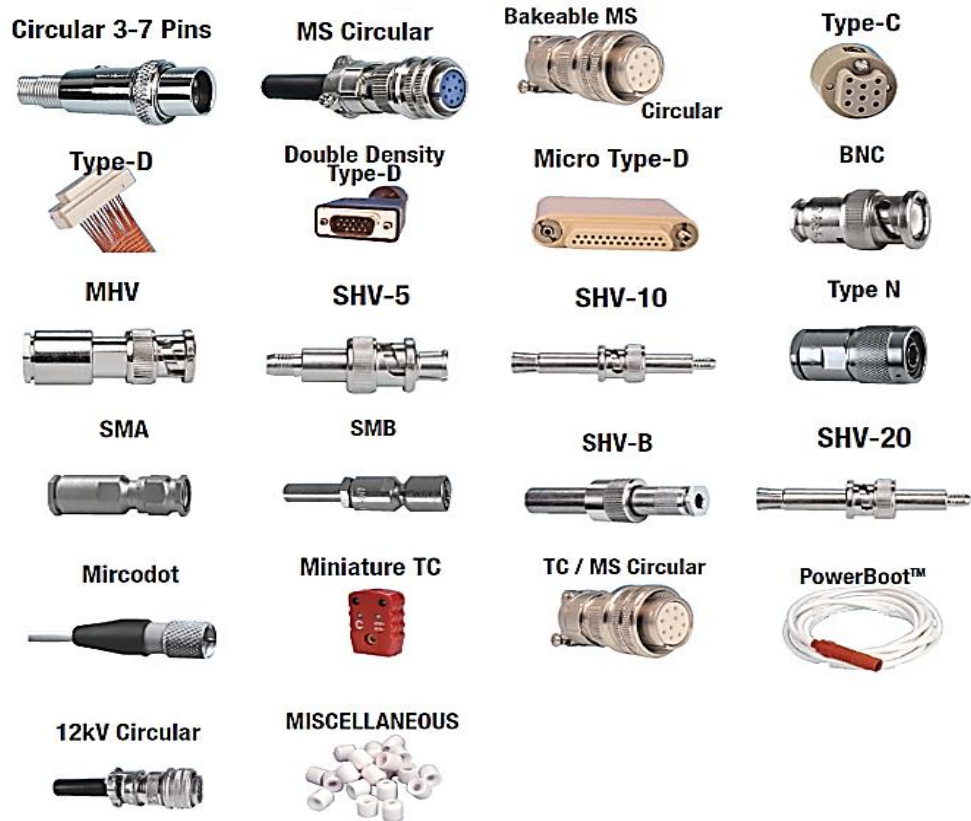 Circular 3-7 Pins
MS Circular
Bakeable MS
Circular
Type-C
Type-D
Double Density
Type-D
Micro Type-D
BNC
MHV
SHV-5
SHV-10
Type N
SMA
SMB
SHV-B
SHV-20
Mircodot
Miniature TC
TC / MS Circular
PowerBoot™
12kV Circular
MISCELLANEOUS